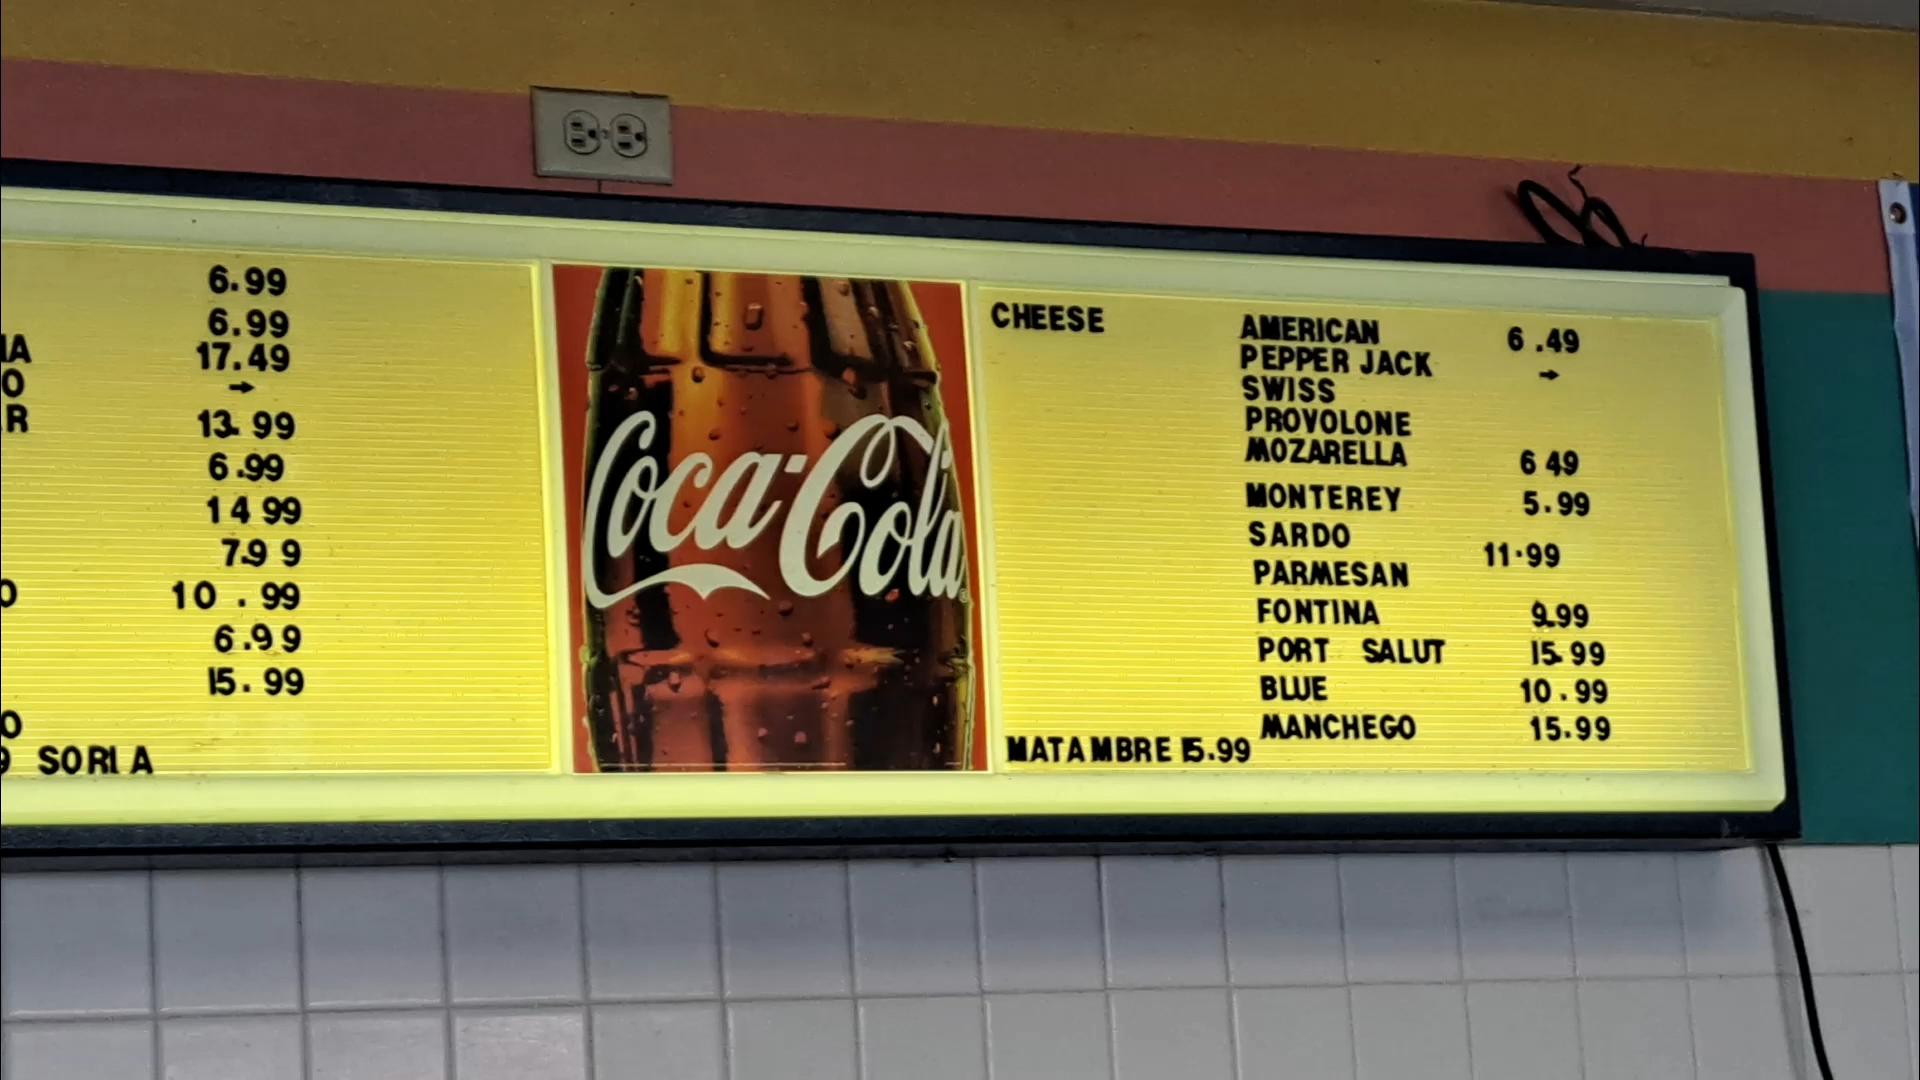 6.99
6.99
IA 17.49
O →
R 13.99
6.99
14 99
7.99
O 10.99
6.99
15.99
O
9 SORIA
Coca-Cola
CHEESE AMERICAN 6.49
PEPPER JACK →
SWISS
PROVOLONE
MOZARELLA 6 49
MONTEREY 5.99
SARDO
11.99
PARMESAN
FONTINA 9.99
PORT SALUT 15.99
BLUE 10.99
MANCHEGO 15.99
MATAMBRE 15.99